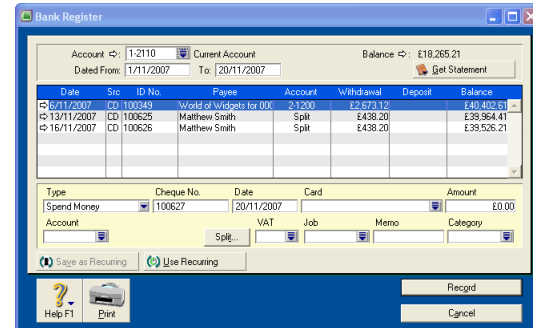 Bank Register
Account ⇨: 1-2110 Current Account Balance ⇨: £18,265.21
Dated From: 1/11/2007 To: 20/11/2007 Get Statement
Date Src ID No. Payee Account Withdrawal Deposit Balance
6/11/2007 CD 100349 World of Widgets for 00( 2-1200 £2,673.12 £40,402.61
13/11/2007 CD 100625 Matthew Smith Split £438.20 £39,964.41
16/11/2007 CD 100626 Matthew Smith Split £438.20 £39,526.21
Type Cheque No. Date Card Amount
Spend Money 100627 20/11/2007 £0.00
Account VAT Job Memo Category
Split...
Save as Recurring Use Recurring
Help F1 Print Record
Cancel